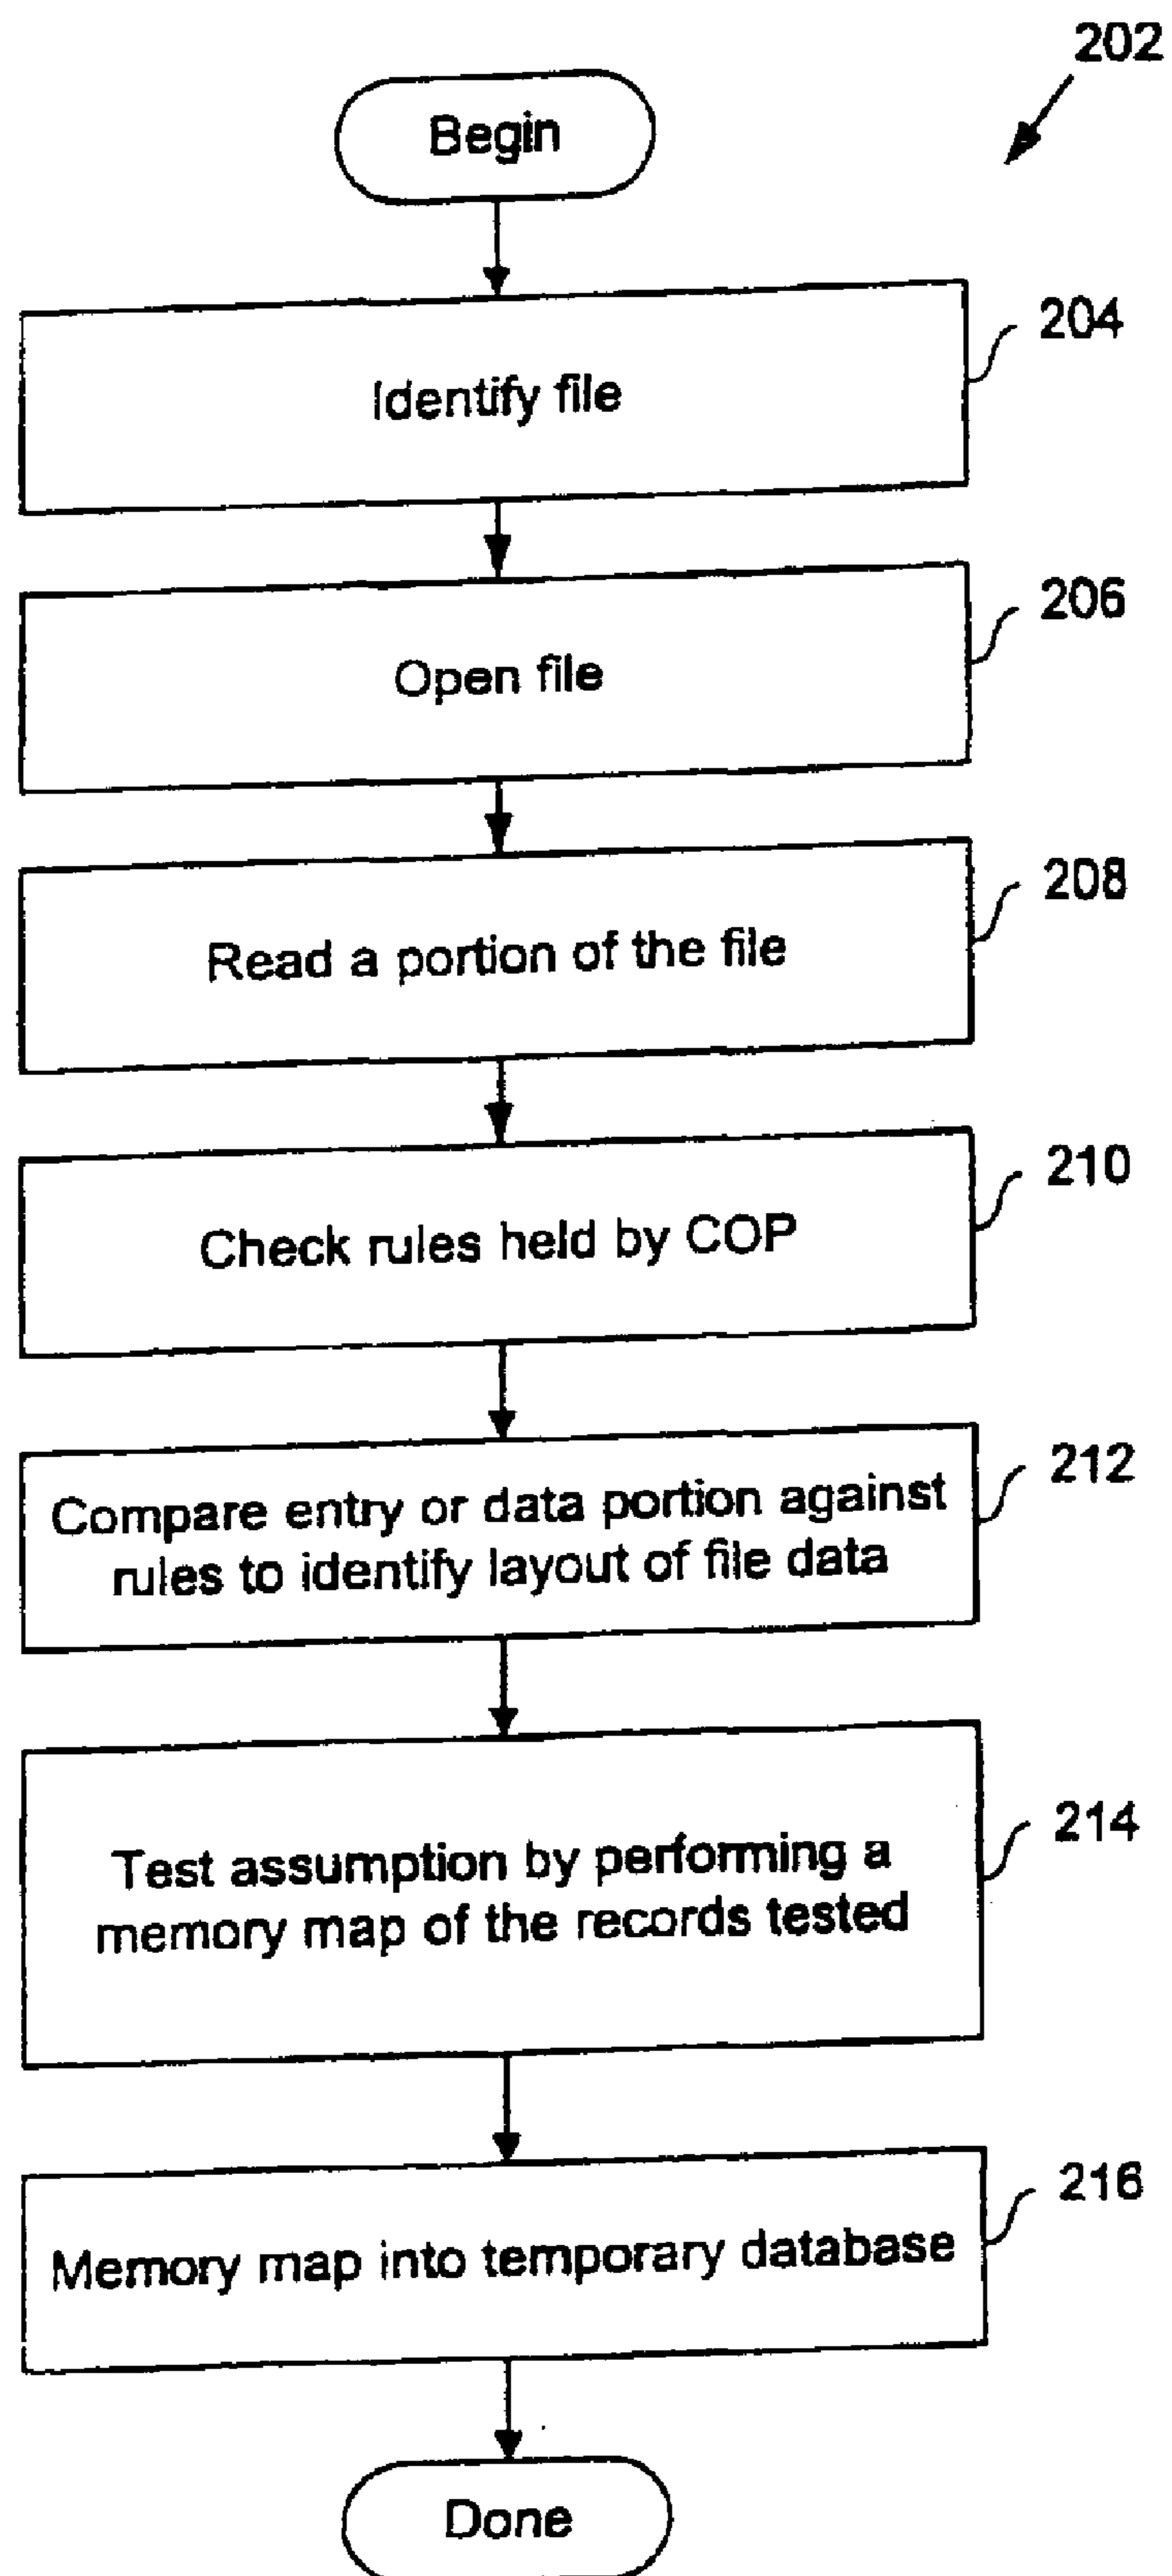 202
Begin
204
Identify file
206
Open file
208
Read a portion of the file
210
Check rules held by COP
212
Compare entry or data portion against
rules to identify layout of file data
214
Test assumption by performing a
memory map of the records tested
216
Memory map into temporary database
Done